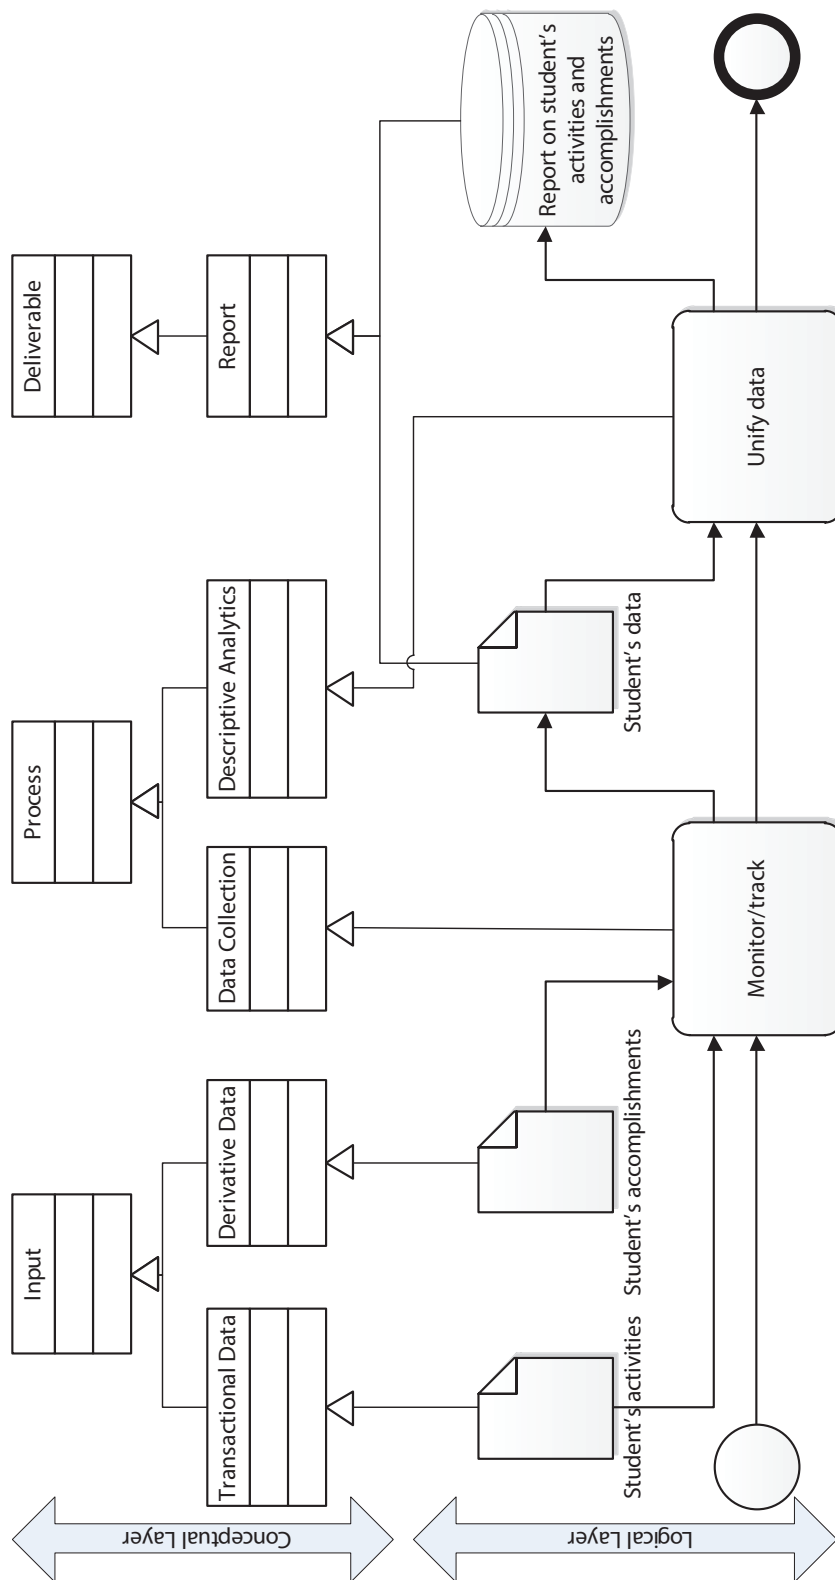 Conceptual Layer
Input
Process
Deliverable
Transactional Data
Derivative Data
Data Collection
Descriptive Analytics
Report
Logical Layer
Student's activities
Student's accomplishments
Student's data
Report on student's
activities and
accomplishments
Monitor/track
Unify data